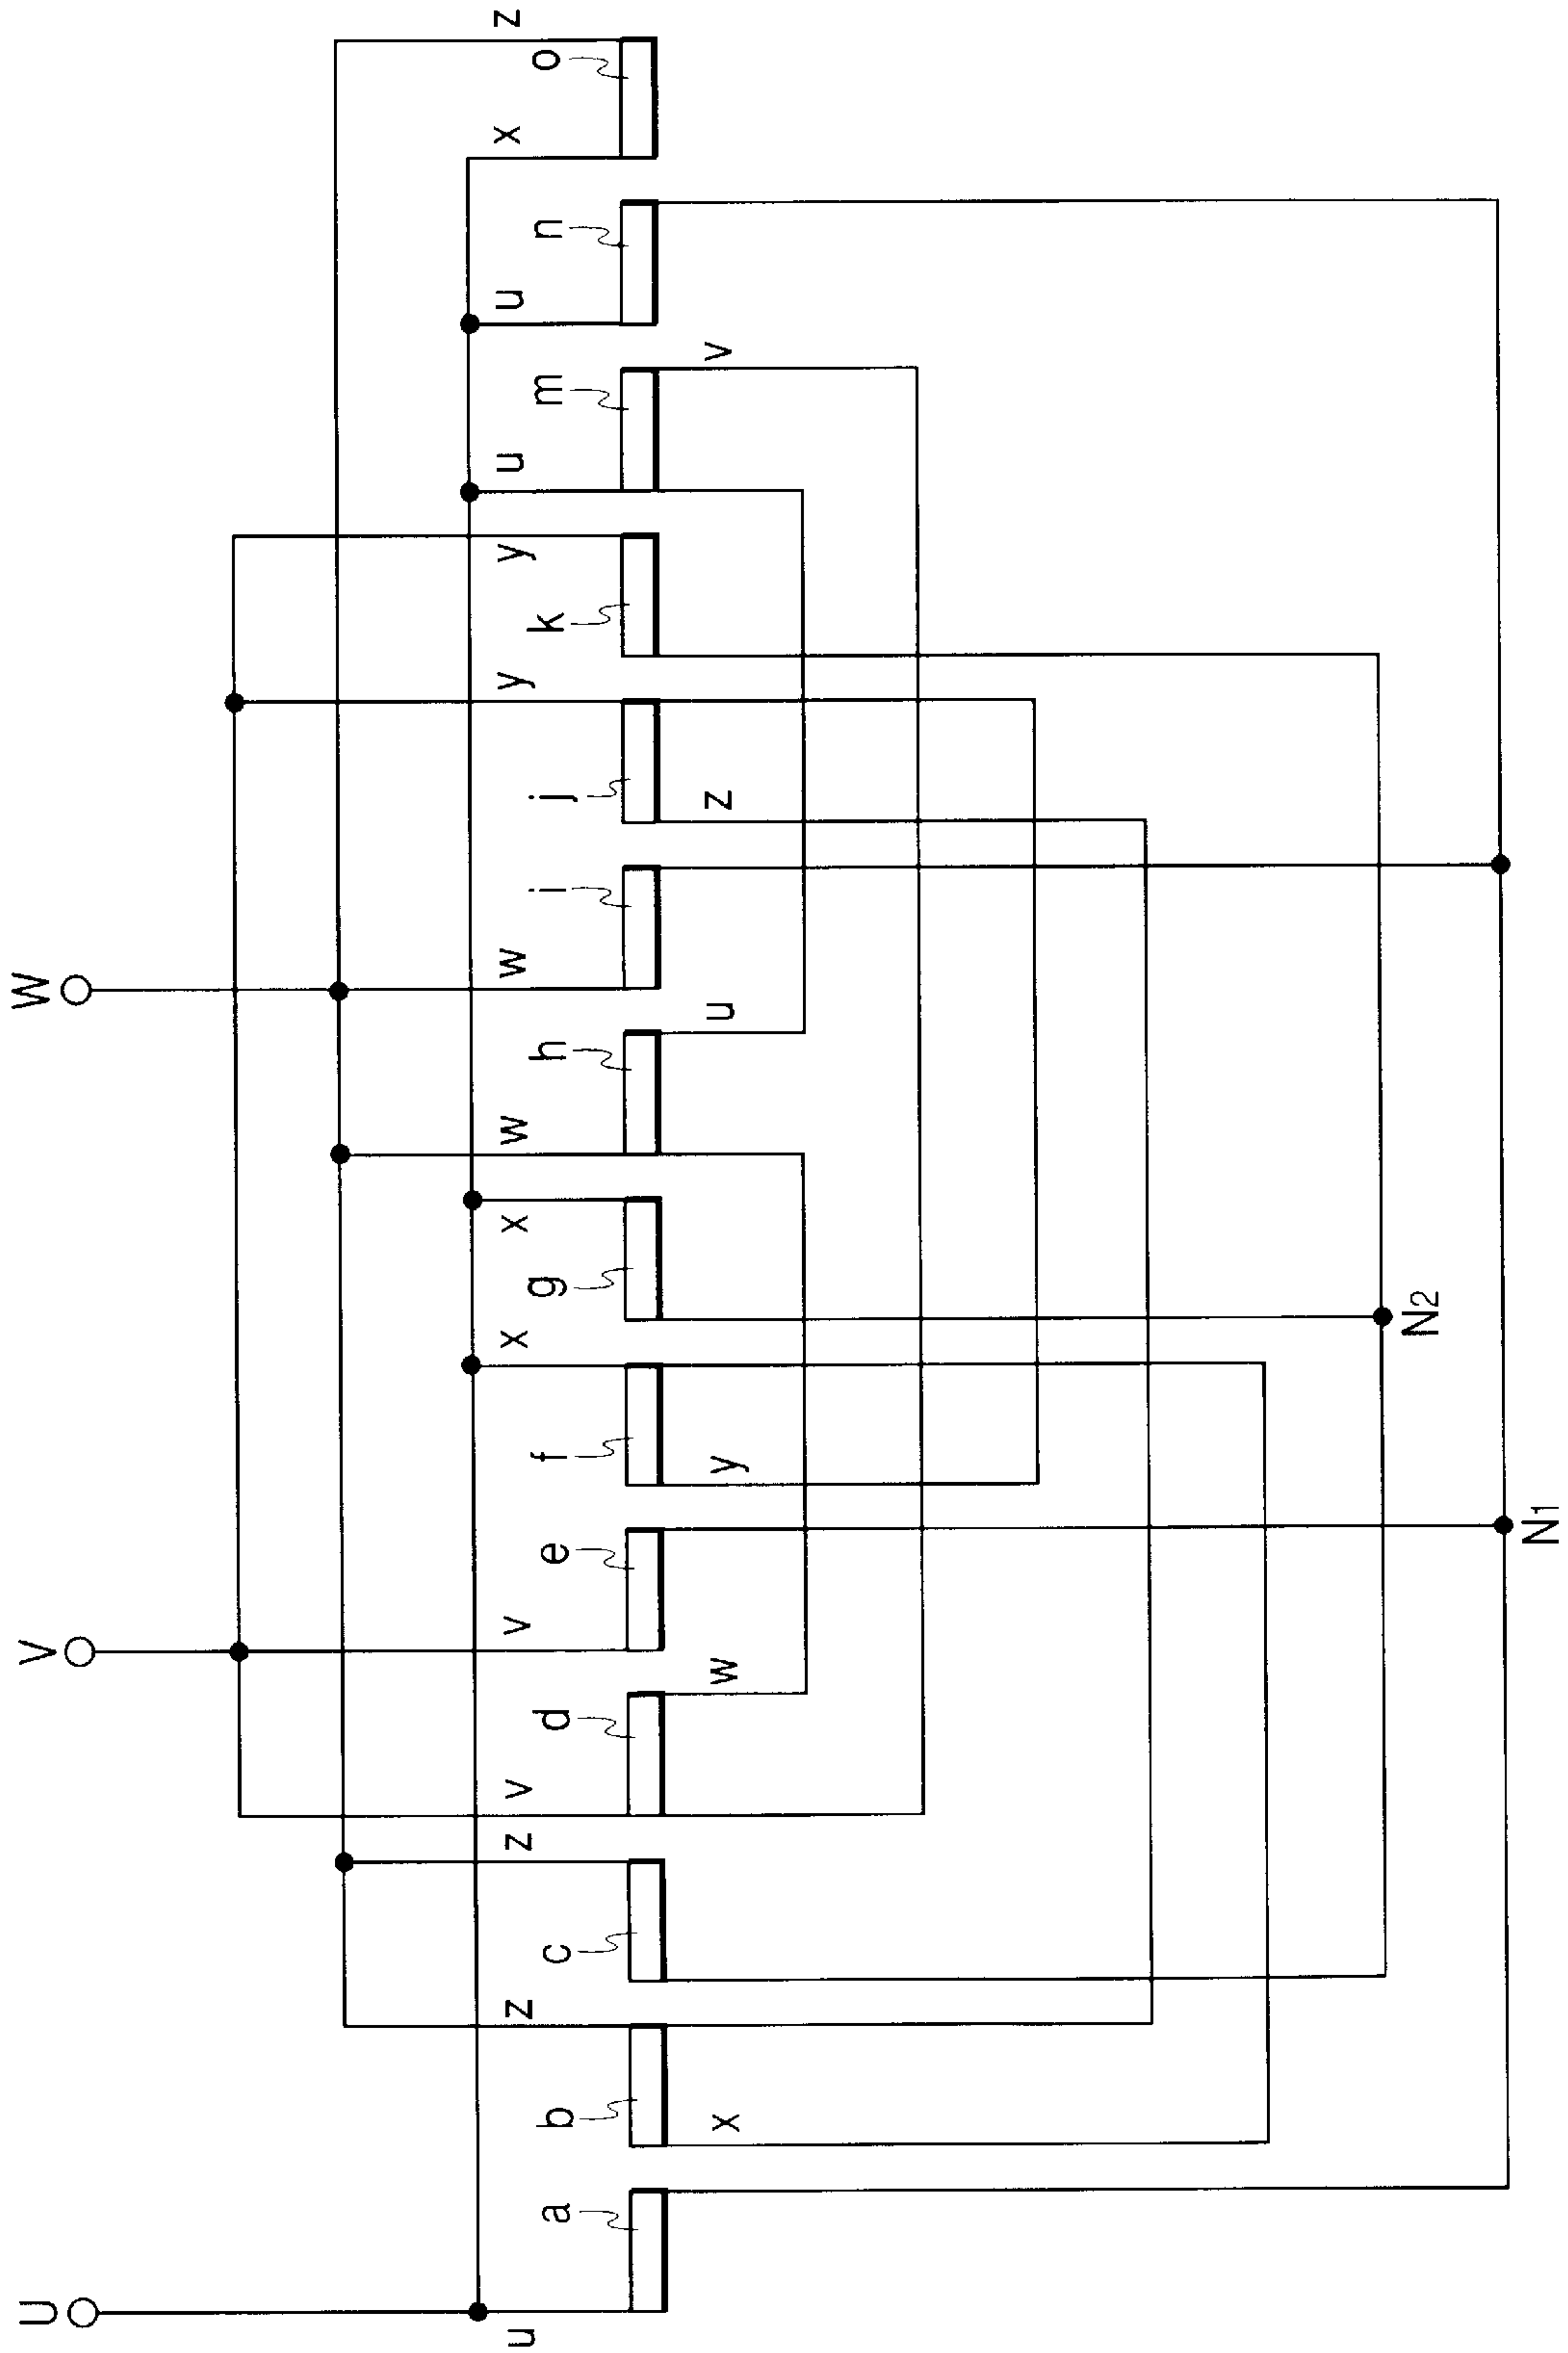 U V W
u z z v v x x w w y y u u x z
a b c d e f g h i j k m n o
x w y u z v
N2
N1